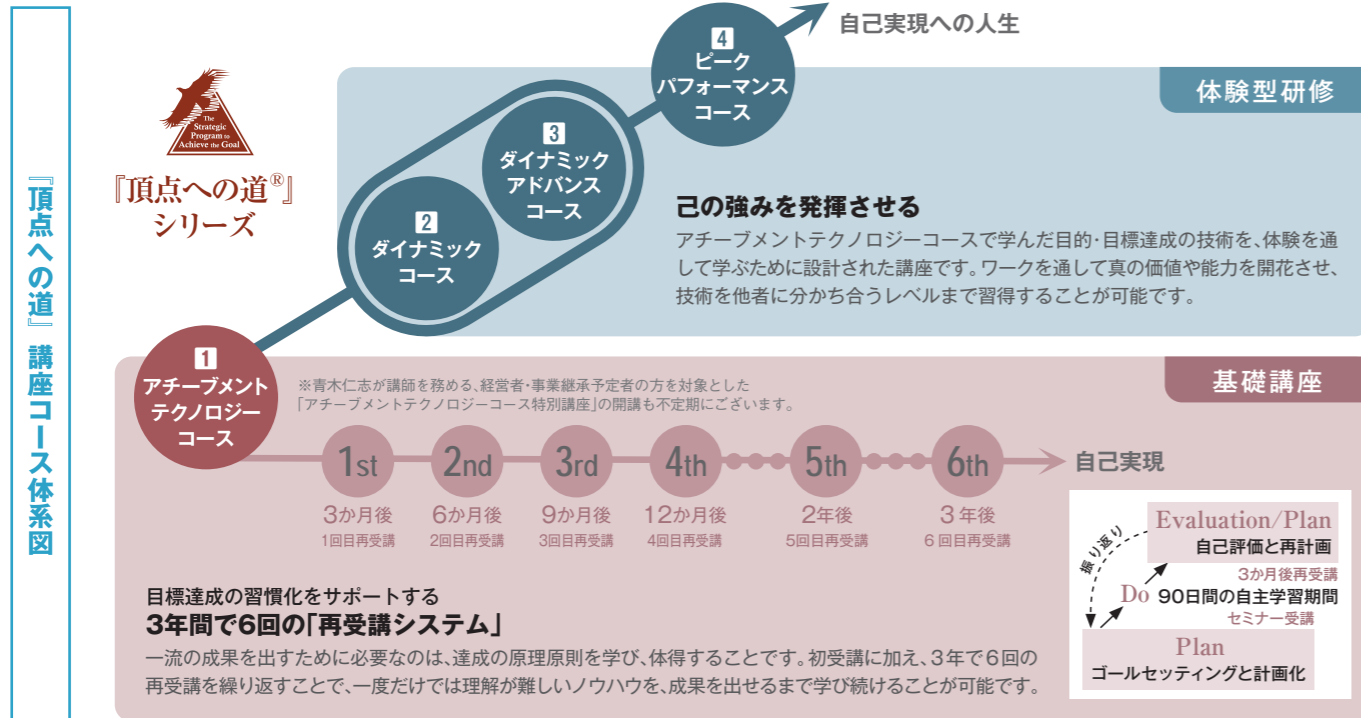 『頂点への道』講座コース体系図
The
Strategic
Program to
Achieve the Goal
『頂点への道®』
シリーズ
自己実現への人生
4
ピーク
パフォーマンス
コース
体験型研修
3
ダイナミック
アドバンス
コース
2
ダイナミック
コース
己の強みを発揮させる
アチーブメントテクノロジーコースで学んだ目的・目標達成の技術を、体験を通
して学ぶために設計された講座です。ワークを通して真の価値や能力を開花させ、
技術を他者に分かち合うレベルまで習得することが可能です。
1
アチーブメント
テクノロジー
コース
基礎講座
※青木仁志が講師を務める、経営者・事業継承予定者の方を対象とした
「アチーブメントテクノロジーコース特別講座」の開講も不定期にございます。
1st 2nd 3rd 4th 5th 6th 自己実現
3か月後 6か月後 9か月後 12か月後 2年後 3年後
1回目再受講 2回目再受講 3回目再受講 4回目再受講 5回目再受講 6回目再受講
目標達成の習慣化をサポートする
3年間で6回の「再受講システム」
一流の成果を出すために必要なのは、達成の原理原則を学び、体得することです。初受講に加え、3年で6回の
再受講を繰り返すことで、一度だけでは理解が難しいノウハウを、成果を出せるまで学び続けることが可能です。
Evaluation/Plan
自己評価と再計画
振り返り
3か月後再受講
Do 90日間の自主学習期間
セミナー受講
Plan
ゴールセッティングと計画化